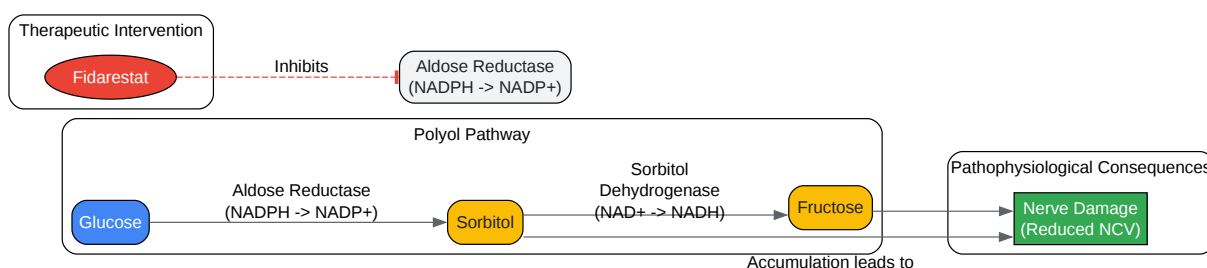 Therapeutic Intervention
Fidarestat
Inhibits
Aldose Reductase
(NADPH -> NADP+)
Polyol Pathway
Glucose
Aldose Reductase
(NADPH -> NADP+)
Sorbitol
Sorbitol
Dehydrogenase
(NAD+ -> NADH)
Fructose
Pathophysiological Consequences
Nerve Damage
(Reduced NCV)
Accumulation leads to